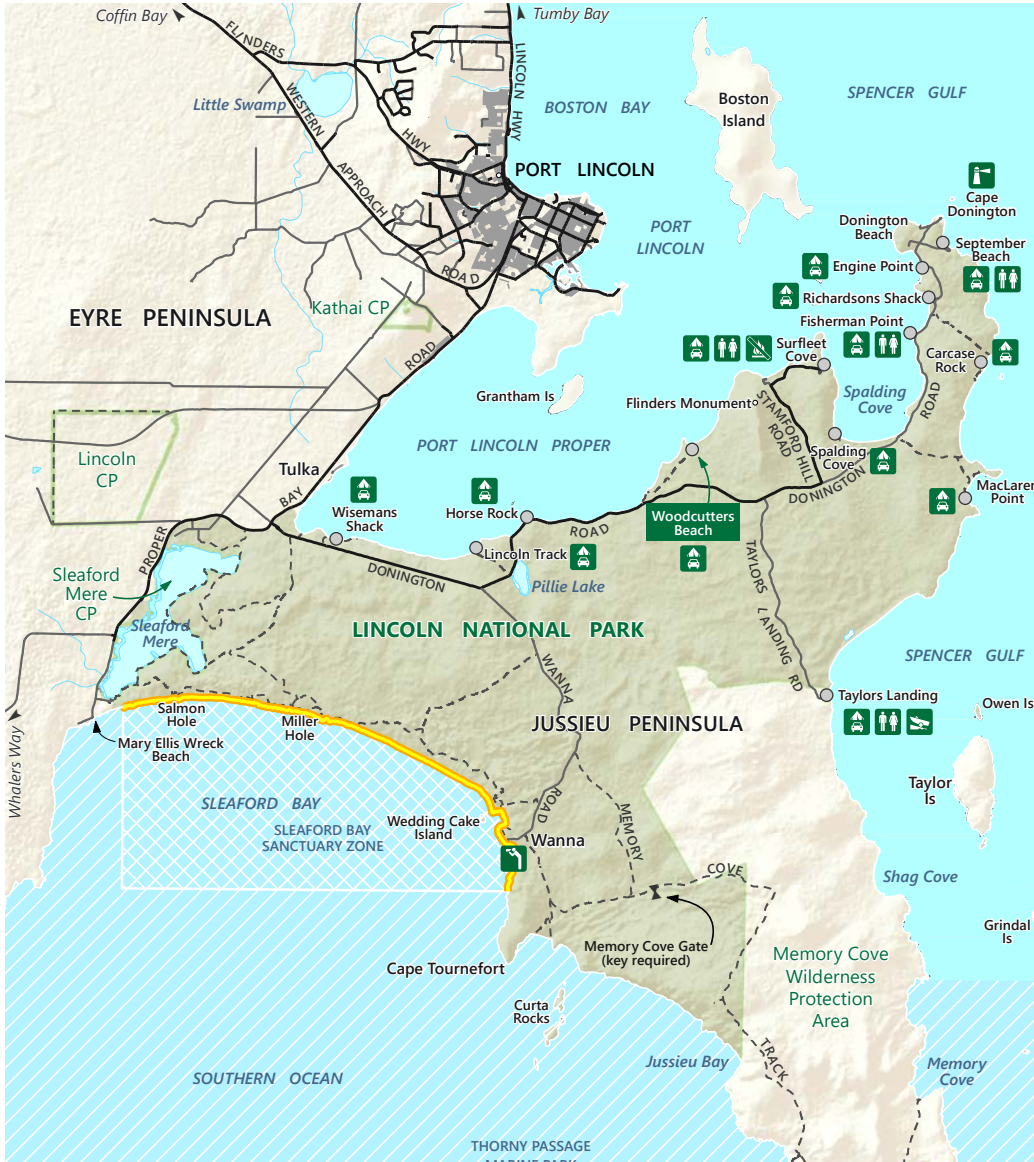 Coffin Bay
Tumby Bay
FLINDERS
HWY
LINCOLN HWY
WESTERN
APPROACH
ROAD
Little Swamp
BOSTON BAY
Boston
Island
SPENCER GULF
PORT LINCOLN
PORT
LINCOLN
Cape
Donington
Donington
Beach
September
Beach
Engine Point
Richardsons Shack
Fisherman Point
Surfleet
Cove
Carcase
Rock
EYRE PENINSULA
Kathai CP
Grantham Is
Flinders Monument
STAMFORD HILL
ROAD
Spalding
Cove
ROAD
Spalding
Cove
DONINGTON
MacLaren
Point
PORT LINCOLN PROPER
Lincoln
CP
Tulka
PROPER
BAY
ROAD
Wisemans
Shack
Horse Rock
ROAD
Woodcutters
Beach
Lincoln Track
DONINGTON
Pillie Lake
TAYLORS LANDING RD
Sleaford
Mere
CP
Sleaford
Mere
LINCOLN NATIONAL PARK
WANNA
ROAD
SPENCER GULF
Taylors Landing
Owen Is
JUSSIEU PENINSULA
Salmon
Hole
Miller
Hole
Mary Ellis Wreck
Beach
Whalers Way
Taylor
Is
SLEAFORD BAY
SLEAFORD BAY
SANCTUARY ZONE
Wedding Cake
Island
Wanna
MEMORY
COVE
TRACK
Shag Cove
Grindal
Is
Memory Cove Gate
(key required)
Cape Tournefort
Memory Cove
Wilderness
Protection
Area
Curta
Rocks
Jussieu Bay
Memory
Cove
SOUTHERN OCEAN
THORNY PASSAGE
MARINE PARK